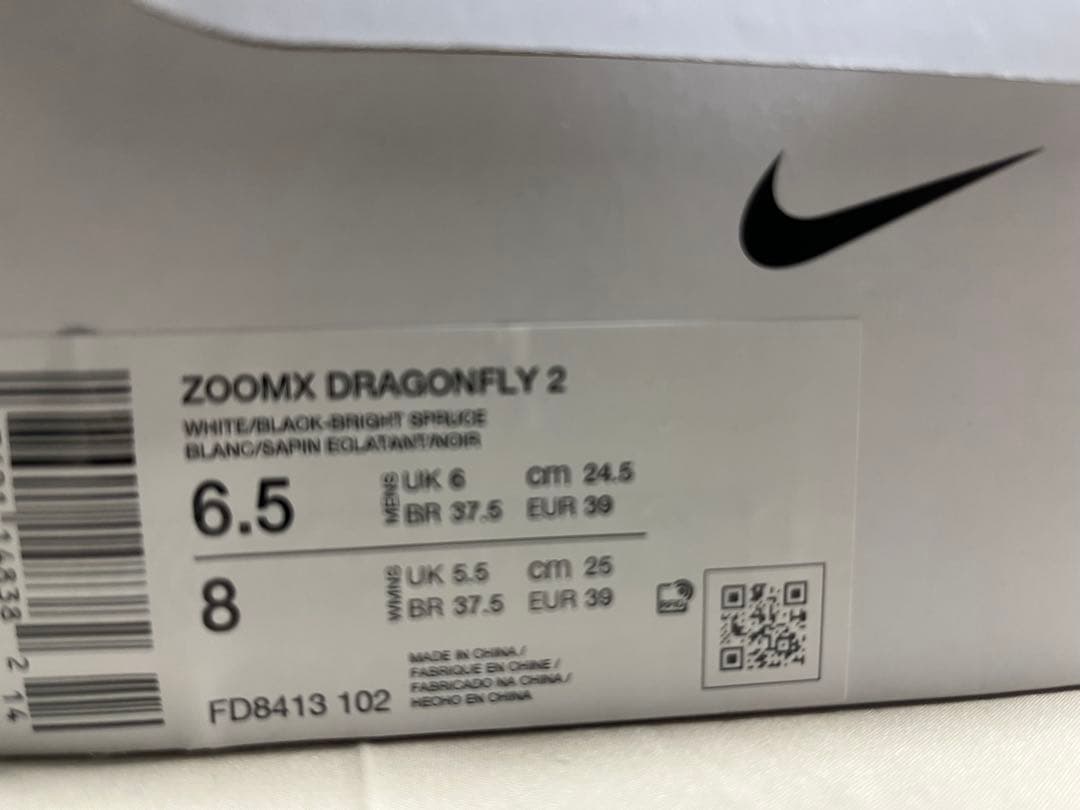 ZOOMX DRAGONFLY 2
WHITE/BLACK-BRIGHT SPRUCE
BLANC/SAPIN ECLATANT/NOIR
6.5 MENS UK 6 cm 24.5
BR 37.5 EUR 39
8 WMNS UK 5.5 cm 25
BR 37.5 EUR 39
MADE IN CHINA /
FABRIQUE EN CHINE /
FABRICADO NA CHINA /
HECHO EN CHINA
FD8413 102
2 14